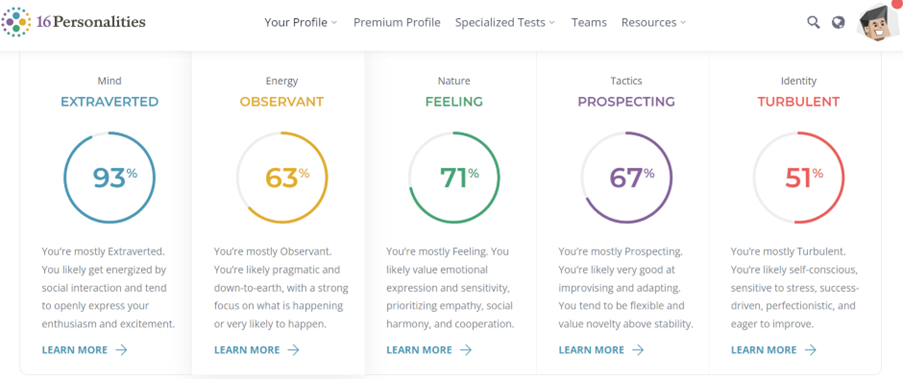 16Personalities
Your Profile Premium Profile Specialized Tests Teams Resources
Mind
EXTRAVERTED
93%
You're mostly Extraverted.
You likely get energized by
social interaction and tend
to openly express your
enthusiasm and excitement.
LEARN MORE
Energy
OBSERVANT
63%
You're mostly Observant.
You're likely pragmatic and
down-to-earth, with a strong
focus on what is happening
or very likely to happen.
LEARN MORE
Nature
FEELING
71%
You're mostly Feeling. You
likely value emotional
expression and sensitivity,
prioritizing empathy, social
harmony, and cooperation.
LEARN MORE
Tactics
PROSPECTING
67%
You're mostly Prospecting.
You're likely very good at
improvising and adapting.
You tend to be flexible and
value novelty above stability.
LEARN MORE
Identity
TURBULENT
51%
You're mostly Turbulent.
You're likely self-conscious,
sensitive to stress, success-
driven, perfectionistic, and
eager to improve.
LEARN MORE